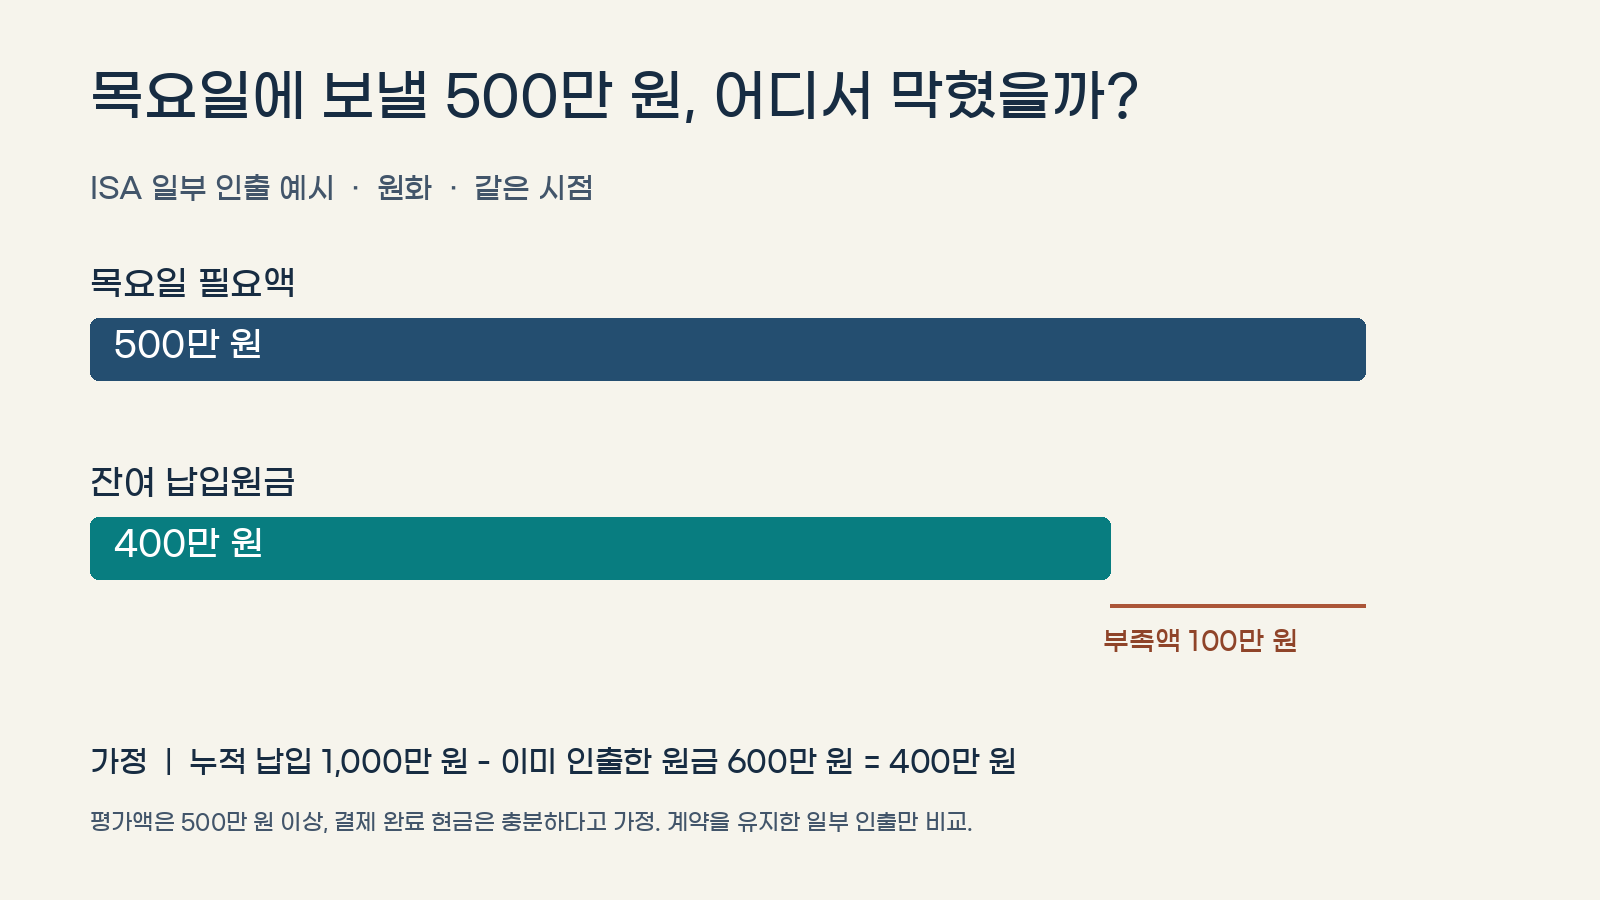 목요일에 보낼 500만 원, 어디서 막혔을까?
ISA 일부 인출 예시 · 원화 · 같은 시점
목요일 필요액
500만 원
잔여 납입원금
400만 원
부족액 100만 원
가정 | 누적 납입 1,000만 원 - 이미 인출한 원금 600만 원 = 400만 원
평가액은 500만 원 이상, 결제 완료 현금은 충분하다고 가정. 계약을 유지한 일부 인출만 비교.